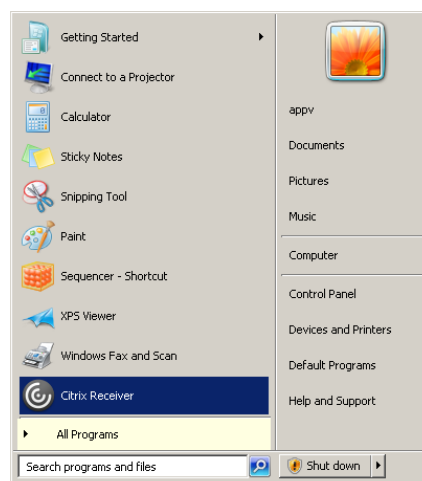 Getting Started
Connect to a Projector
Calculator
Sticky Notes
Snipping Tool
Paint
Sequencer - Shortcut
XPS Viewer
Windows Fax and Scan
Citrix Receiver
All Programs
Search programs and files
appv
Documents
Pictures
Music
Computer
Control Panel
Devices and Printers
Default Programs
Help and Support
Shut down